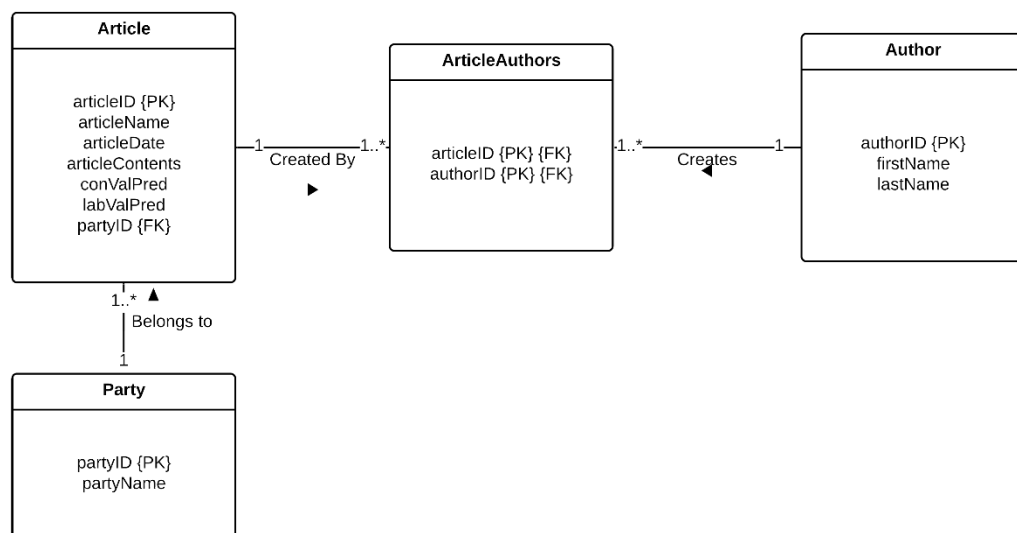 Article
articleID {PK}
articleName
articleDate
articleContents
conValPred
labValPred
partyID {FK}
1
Created By
1..*
ArticleAuthors
articleID {PK} {FK}
authorID {PK} {FK}
1..*
Creates
1
Author
authorID {PK}
firstName
lastName
1..*
Belongs to
1
Party
partyID {PK}
partyName